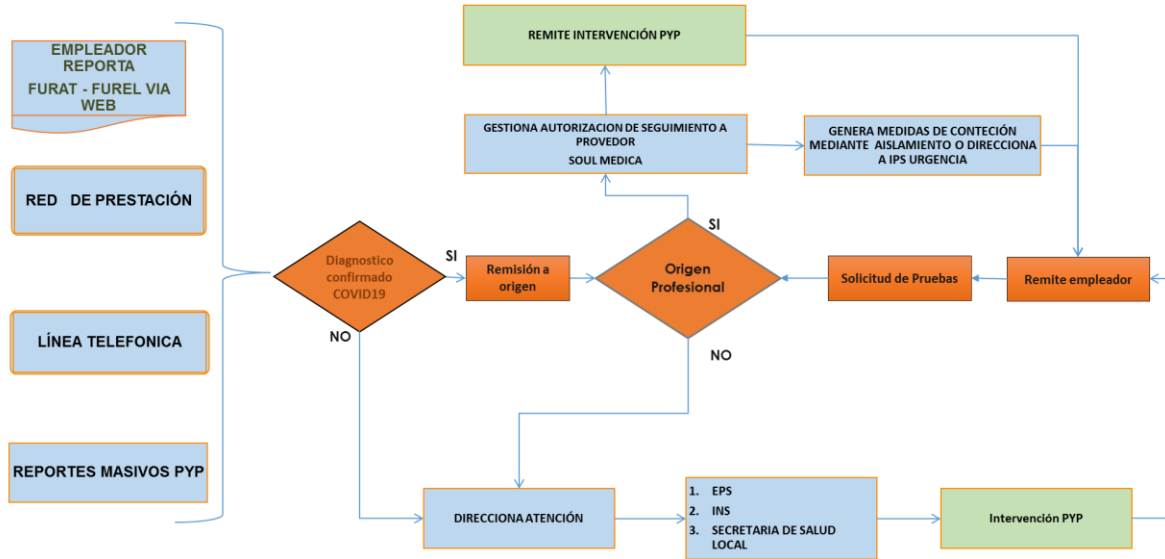 EMPLEADOR
REPORTA
FURAT - FUREL VIA
WEB
RED DE PRESTACIÓN
LÍNEA TELEFONICA
REPORTES MASIVOS PYP
Diagnostico
confirmado
COVID19
SI
NO
Remisión a
origen
Origen
Profesional
SI
NO
REMITE INTERVENCIÓN PYP
GESTIONA AUTORIZACION DE SEGUIMIENTO A
PROVEDOR
SOUL MEDICA
GENERA MEDIDAS DE CONTECIÓN
MEDIANTE AISLAMIENTO O DIRECCIONA
A IPS URGENCIA
Solicitud de Pruebas
Remite empleador
DIRECCIONA ATENCIÓN
1. EPS
2. INS
3. SECRETARIA DE SALUD
LOCAL
Intervención PYP